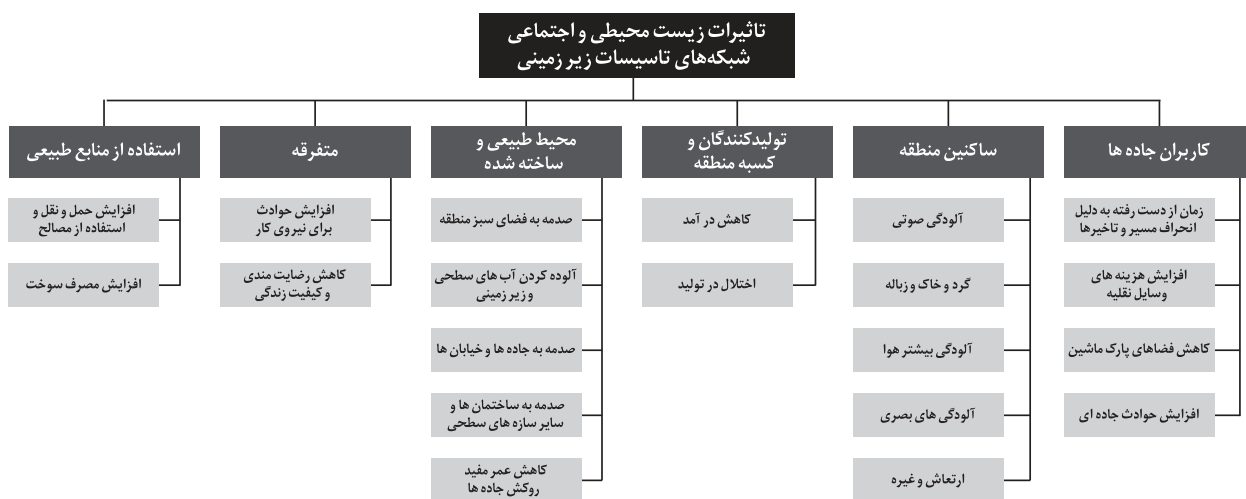 تاثیرات زیست محیطی و اجتماعی
شبکه‌های تاسیسات زیر زمینی
کاربران جاده ها
زمان از دست رفته به دلیل
انحراف مسیر و تاخیرها
افزایش هزینه های
وسایل نقلیه
کاهش فضاهای پارک ماشین
افزایش حوادث جاده ای
ساکنین منطقه
آلودگی صوتی
گرد و خاک و زباله
آلودگی بیشتر هوا
آلودگی های بصری
ارتعاش و غیره
تولیدکنندگان و
کسبه منطقه
کاهش در آمد
اختلال در تولید
محیط طبیعی و
ساخته شده
صدمه به فضای سبز منطقه
آلوده کردن آب های سطحی
و زیر زمینی
صدمه به جاده ها و خیابان ها
صدمه به ساختمان ها و
سایر سازه های سطحی
کاهش عمر مفید
روکش جاده ها
متفرقه
افزایش حوادث
برای نیروی کار
کاهش رضایت مندی
و کیفیت زندگی
استفاده از منابع طبیعی
افزایش حمل و نقل و
استفاده از مصالح
افزایش مصرف سوخت